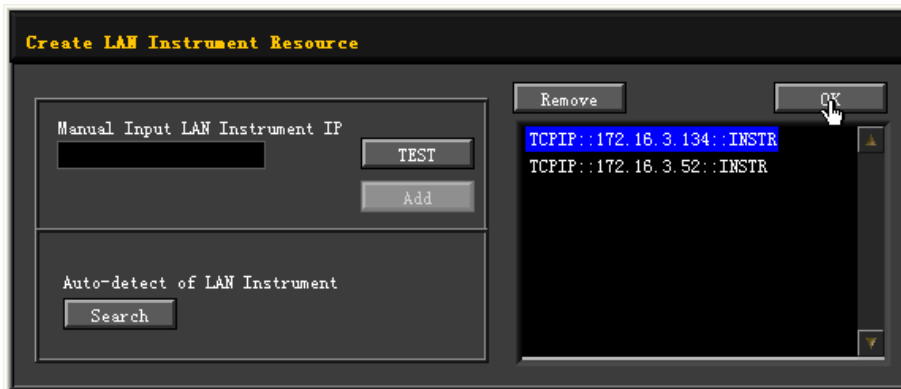 Create LAN Instrument Resource
Manual Input LAN Instrument IP
TEST
Add
Auto-detect of LAN Instrument
Search
Remove
OK
TCPIP::172.16.3.134::INSTR
TCPIP::172.16.3.52::INSTR